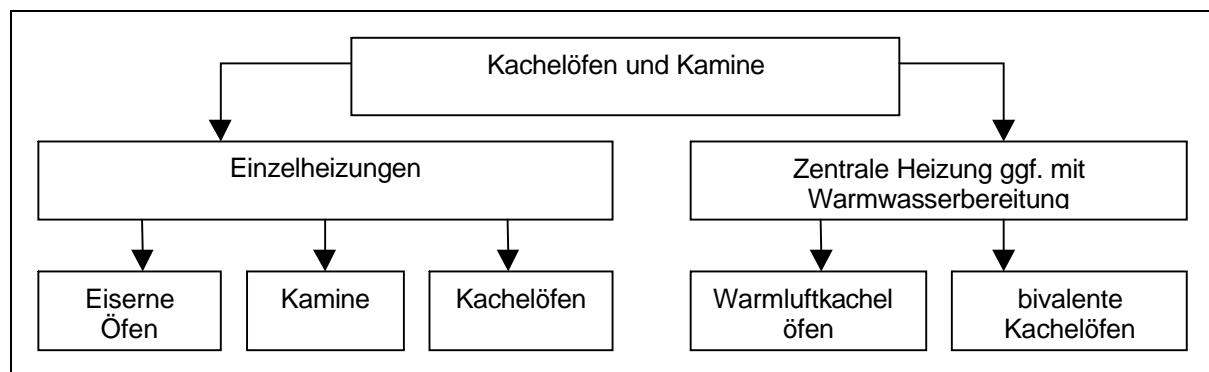 Kachelöfen und Kamine
Einzelheizungen
Zentrale Heizung ggf. mit
Warmwasserbereitung
Eiserne
Öfen
Kamine
Kachelöfen
Warmluftkachel
öfen
bivalente
Kachelöfen